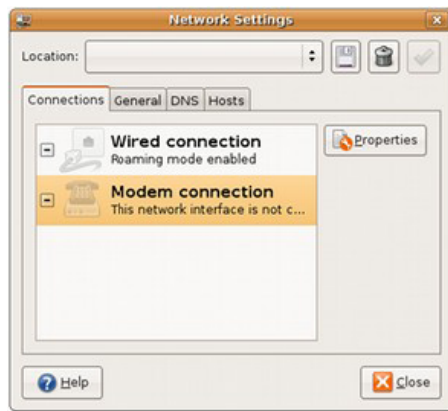 Network Settings
Location:
Connections General DNS Hosts
Wired connection
Roaming mode enabled
Properties
Modem connection
This network interface is not c...
Help
Close